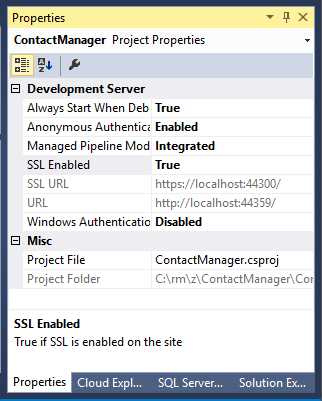 Properties
ContactManager Project Properties
Development Server
Always Start When Deb True
Anonymous Authentica Enabled
Managed Pipeline Mod Integrated
SSL Enabled True
SSL URL https://localhost:44300/
URL http://localhost:44359/
Windows Authentication Disabled
Misc
Project File ContactManager.csproj
Project Folder C:\rm\z\ContactManager\Con
SSL Enabled
True if SSL is enabled on the site
Properties Cloud Expl... SQL Server... Solution Ex...